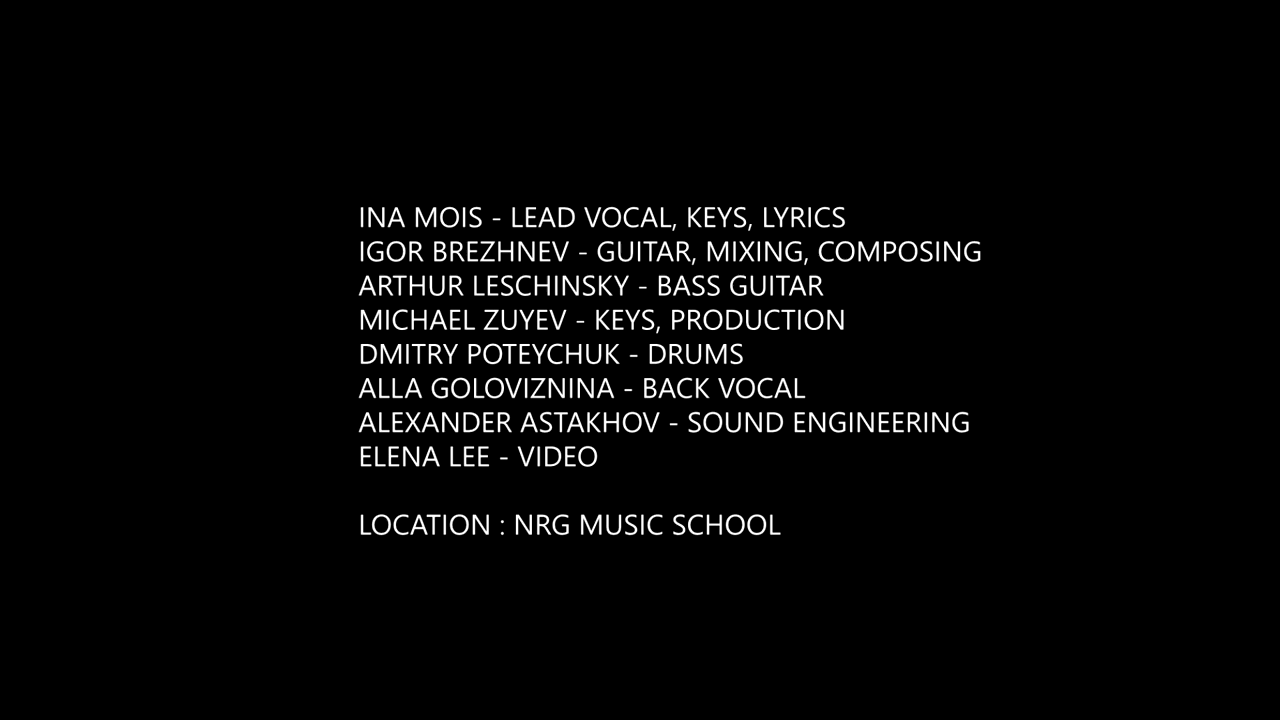 INA MOIS - LEAD VOCAL, KEYS, LYRICS
IGOR BREZHNEV - GUITAR, MIXING, COMPOSING
ARTHUR LESCHINSKY - BASS GUITAR
MICHAEL ZUYEV - KEYS, PRODUCTION
DMITRY POTEYCHUK - DRUMS
ALLA GOLOVIZNINA - BACK VOCAL
ALEXANDER ASTAKHOV - SOUND ENGINEERING
ELENA LEE - VIDEO
LOCATION : NRG MUSIC SCHOOL